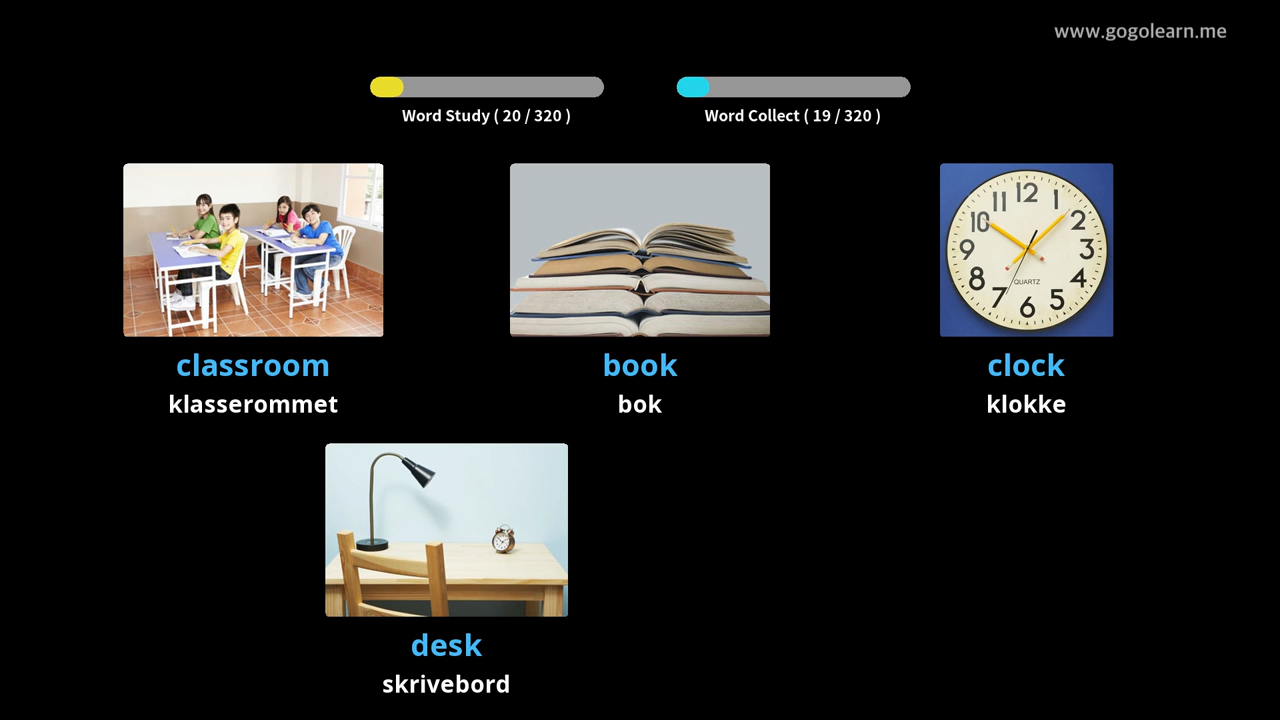 www.gogolearn.me
Word Study ( 20 / 320 )
Word Collect ( 19 / 320 )
12
11
1
10
2
9
3
8
4
QUARTZ
7
5
6
classroom
book
clock
klasserommet
bok
klokke
desk
skrivebord